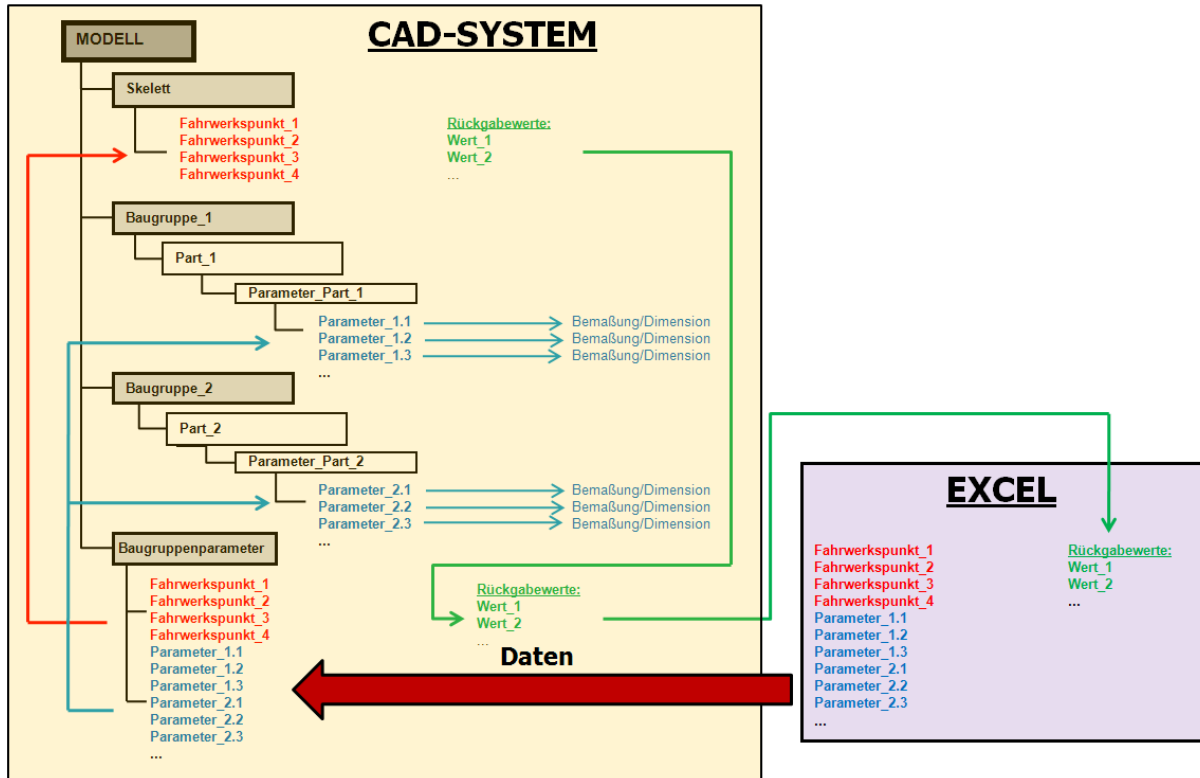 CAD-SYSTEM
MODELL
Skelett
Fahrwerkspunkt_1
Fahrwerkspunkt_2
Fahrwerkspunkt_3
Fahrwerkspunkt_4
Rückgabewerte:
Wert_1
Wert_2
...
Baugruppe_1
Part_1
Parameter_Part_1
Parameter_1.1 Bemaßung/Dimension
Parameter_1.2 Bemaßung/Dimension
Parameter_1.3 Bemaßung/Dimension
...
Baugruppe_2
Part_2
Parameter_Part_2
Parameter_2.1 Bemaßung/Dimension
Parameter_2.2 Bemaßung/Dimension
Parameter_2.3 Bemaßung/Dimension
...
Baugruppenparameter
Fahrwerkspunkt_1
Fahrwerkspunkt_2
Fahrwerkspunkt_3
Fahrwerkspunkt_4
Parameter_1.1
Parameter_1.2
Parameter_1.3
Parameter_2.1
Parameter_2.2
Parameter_2.3
...
Rückgabewerte:
Wert_1
Wert_2
...
Daten
EXCEL
Fahrwerkspunkt_1
Fahrwerkspunkt_2
Fahrwerkspunkt_3
Fahrwerkspunkt_4
Parameter_1.1
Parameter_1.2
Parameter_1.3
Parameter_2.1
Parameter_2.2
Parameter_2.3
...
Rückgabewerte:
Wert_1
Wert_2
...